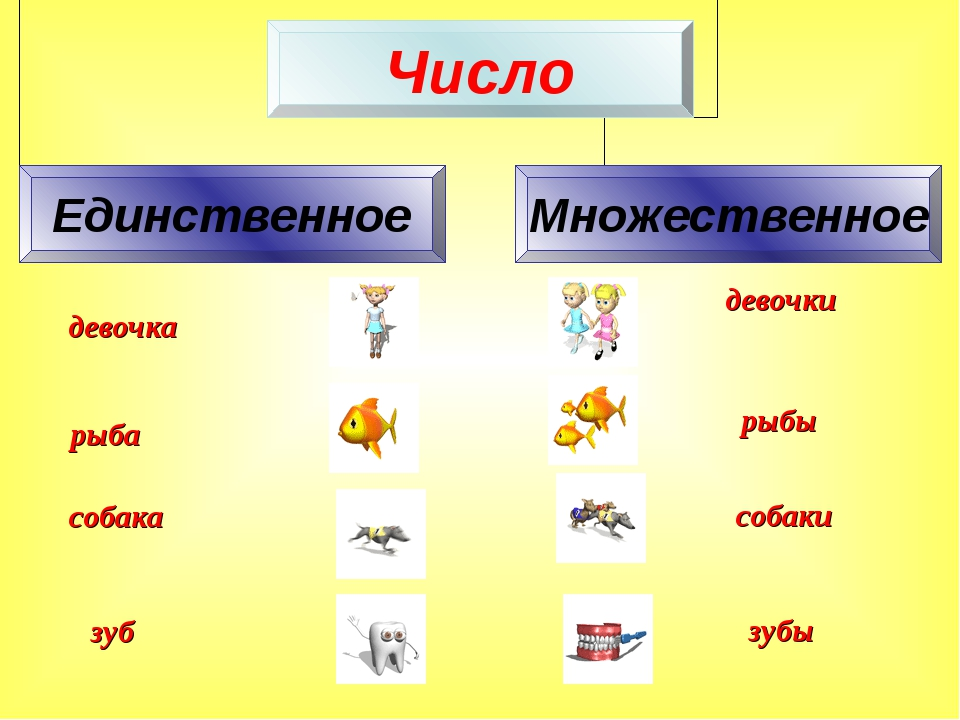 Число
Единственное
Множественное
девочка
девочки
рыба
рыбы
собака
собаки
зуб
зубы